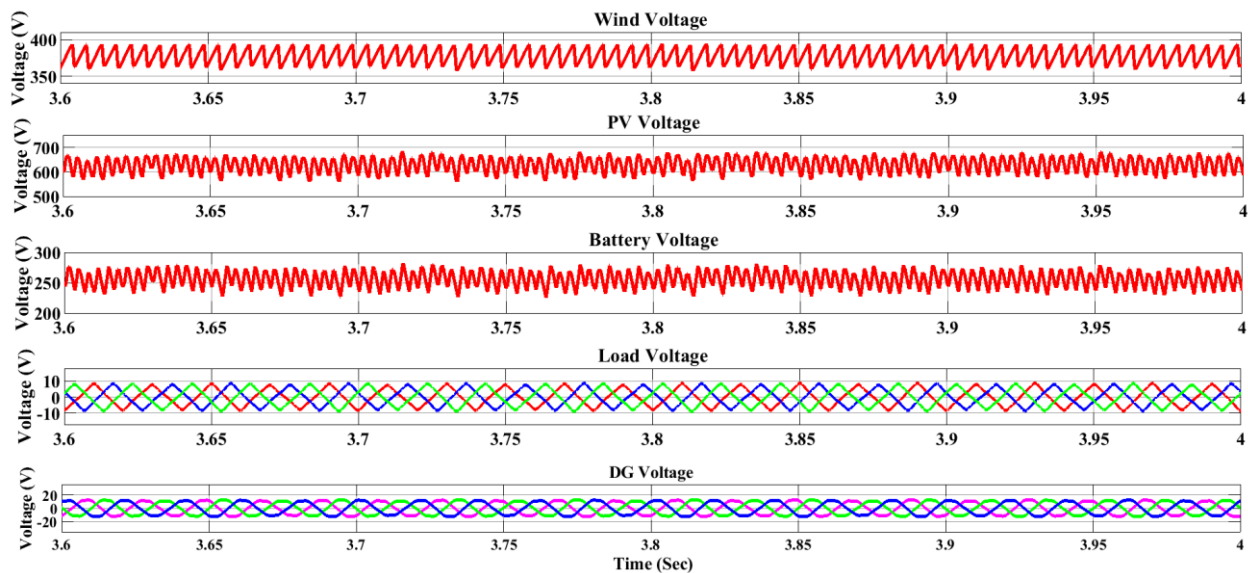 Wind Voltage
Voltage (V)
400
350
3.6 3.65 3.7 3.75 3.8 3.85 3.9 3.95 4
PV Voltage
Voltage (V)
700
600
500
3.6 3.65 3.7 3.75 3.8 3.85 3.9 3.95 4
Battery Voltage
Voltage (V)
300
250
200
3.6 3.65 3.7 3.75 3.8 3.85 3.9 3.95 4
Load Voltage
Voltage (V)
10
0
-10
3.6 3.65 3.7 3.75 3.8 3.85 3.9 3.95 4
DG Voltage
Voltage (V)
20
0
-20
3.6 3.65 3.7 3.75 3.8 3.85 3.9 3.95 4
Time (Sec)